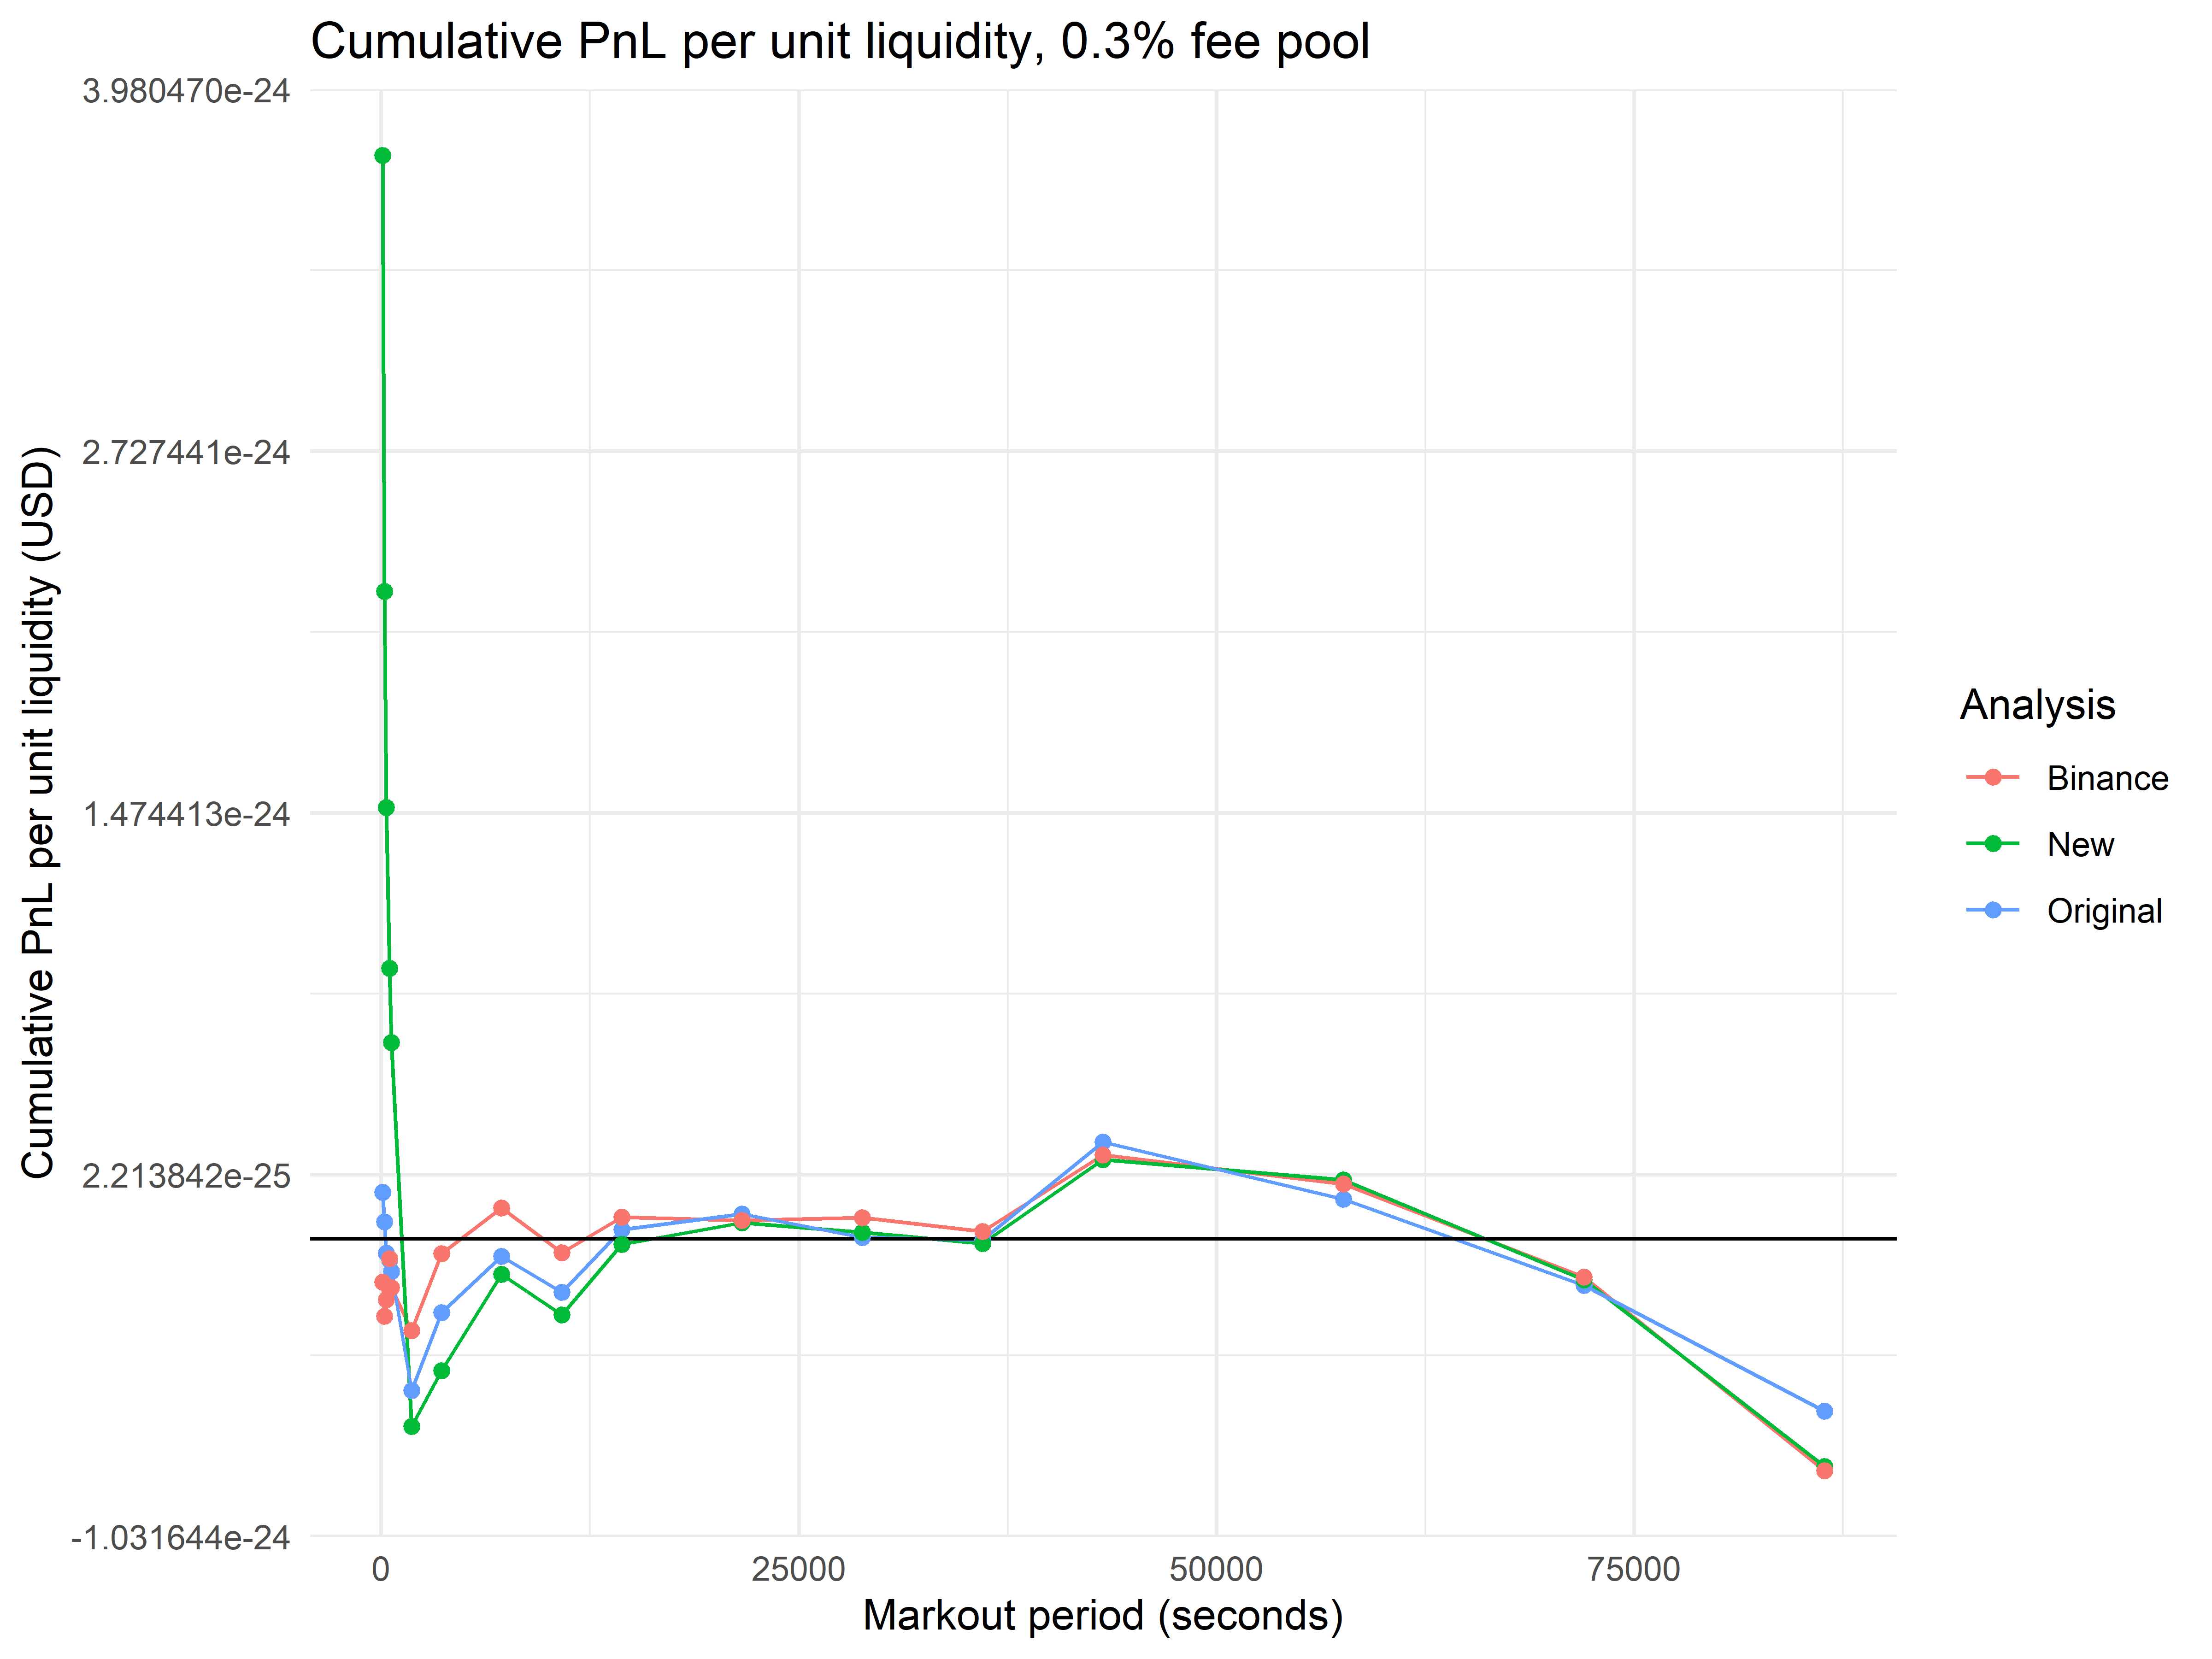 Cumulative PnL per unit liquidity, 0.3% fee pool
Cumulative PnL per unit liquidity (USD)
3.980470e-24
2.727441e-24
1.474413e-24
2.213842e-25
-1.031644e-24
0
25000
50000
75000
Markout period (seconds)
Analysis
Binance
New
Original